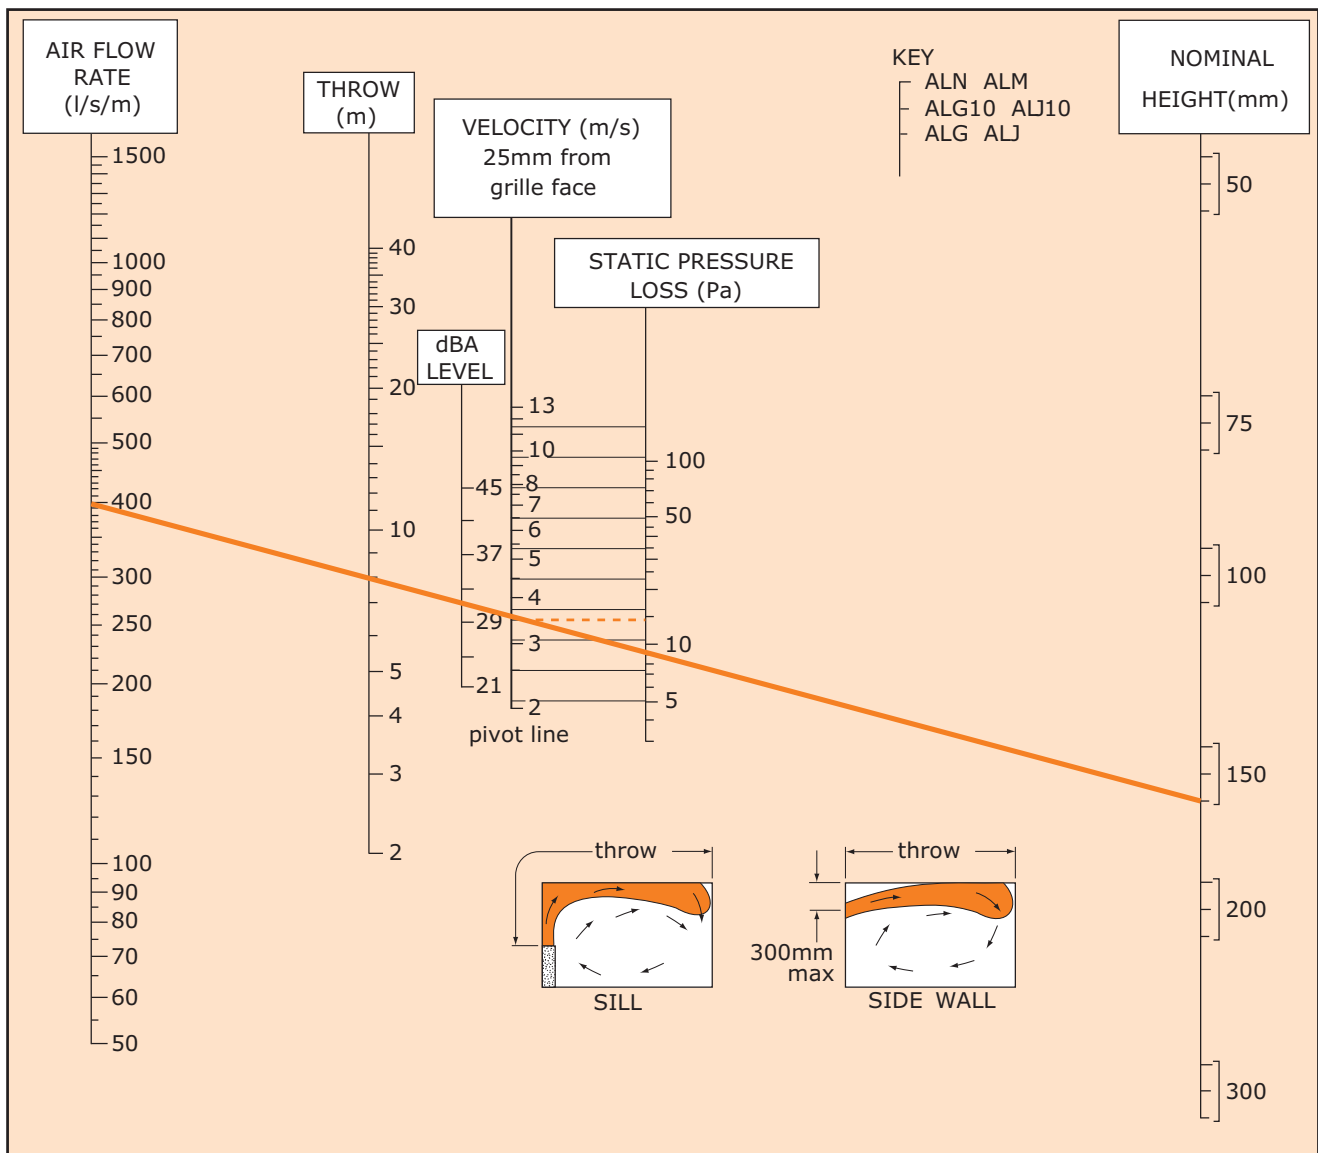 AIR FLOW
RATE
(l/s/m)
1500
1000
900
800
700
600
500
400
300
250
200
150
100
90
80
70
60
50
THROW
(m)
40
30
20
10
5
4
3
2
dBA
LEVEL
45
37
29
21
VELOCITY (m/s)
25mm from
grille face
13
10
8
7
6
5
4
3
2
pivot line
STATIC PRESSURE
LOSS (Pa)
100
50
10
5
KEY
ALN ALM
ALG10 ALJ10
ALG ALJ
NOMINAL
HEIGHT(mm)
50
75
100
150
200
300
throw
SILL
throw
300mm
max
SIDE WALL